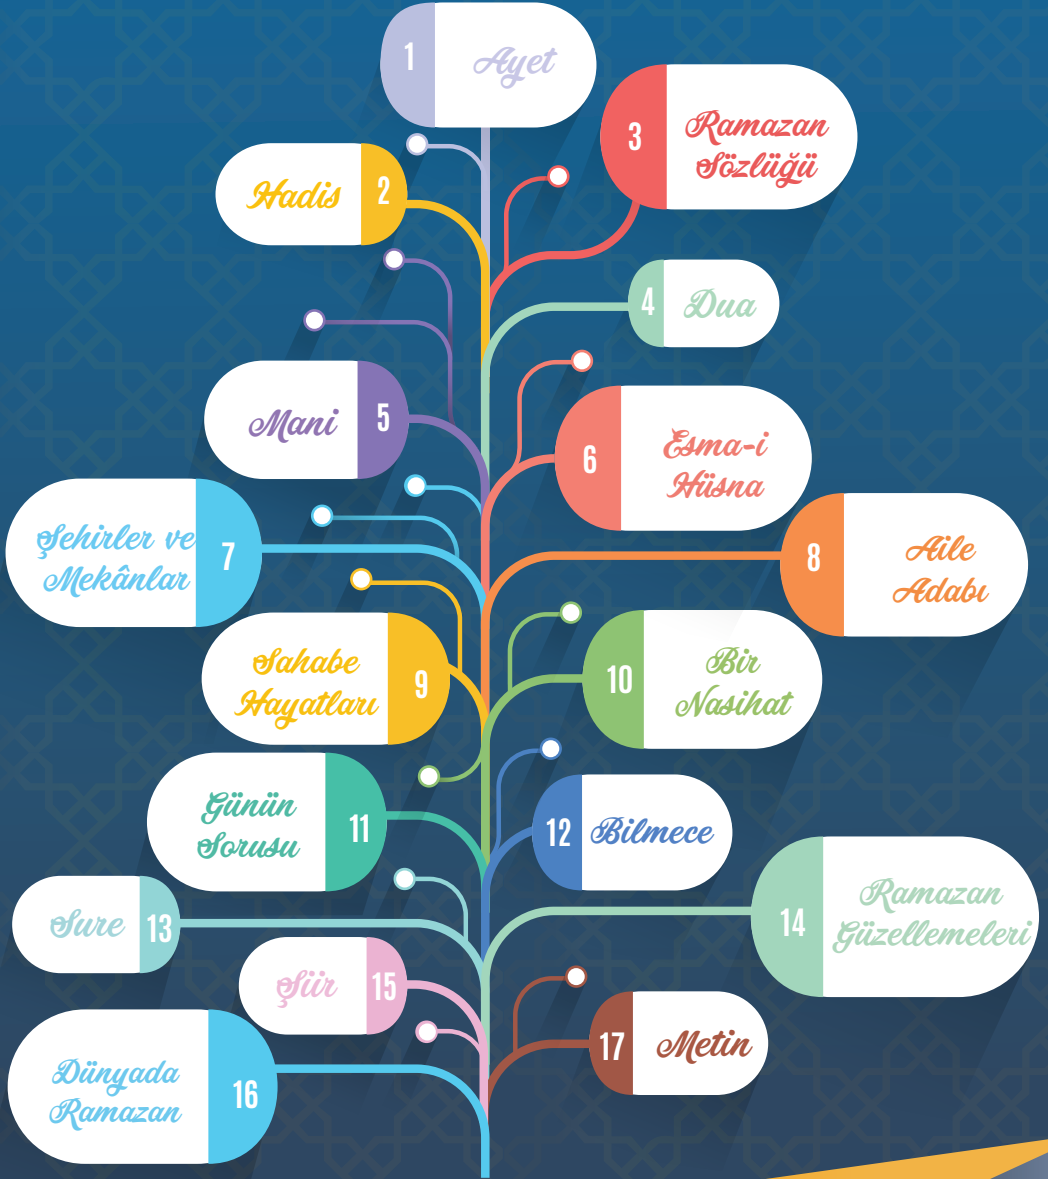 1
Ayet
2
Hadis
3
Ramazan
Sözlüğü
4
Dua
5
Mani
6
Esma-i
Hüsna
7
Şehirler ve
Mekânlar
8
Aile
Adabı
9
Sahabe
Hayatları
10
Bir
Nasihat
11
Günün
Sorusu
12
Bilmece
13
Sure
14
Ramazan
Güzellemeleri
15
Şiir
16
Dünyada
Ramazan
17
Metin